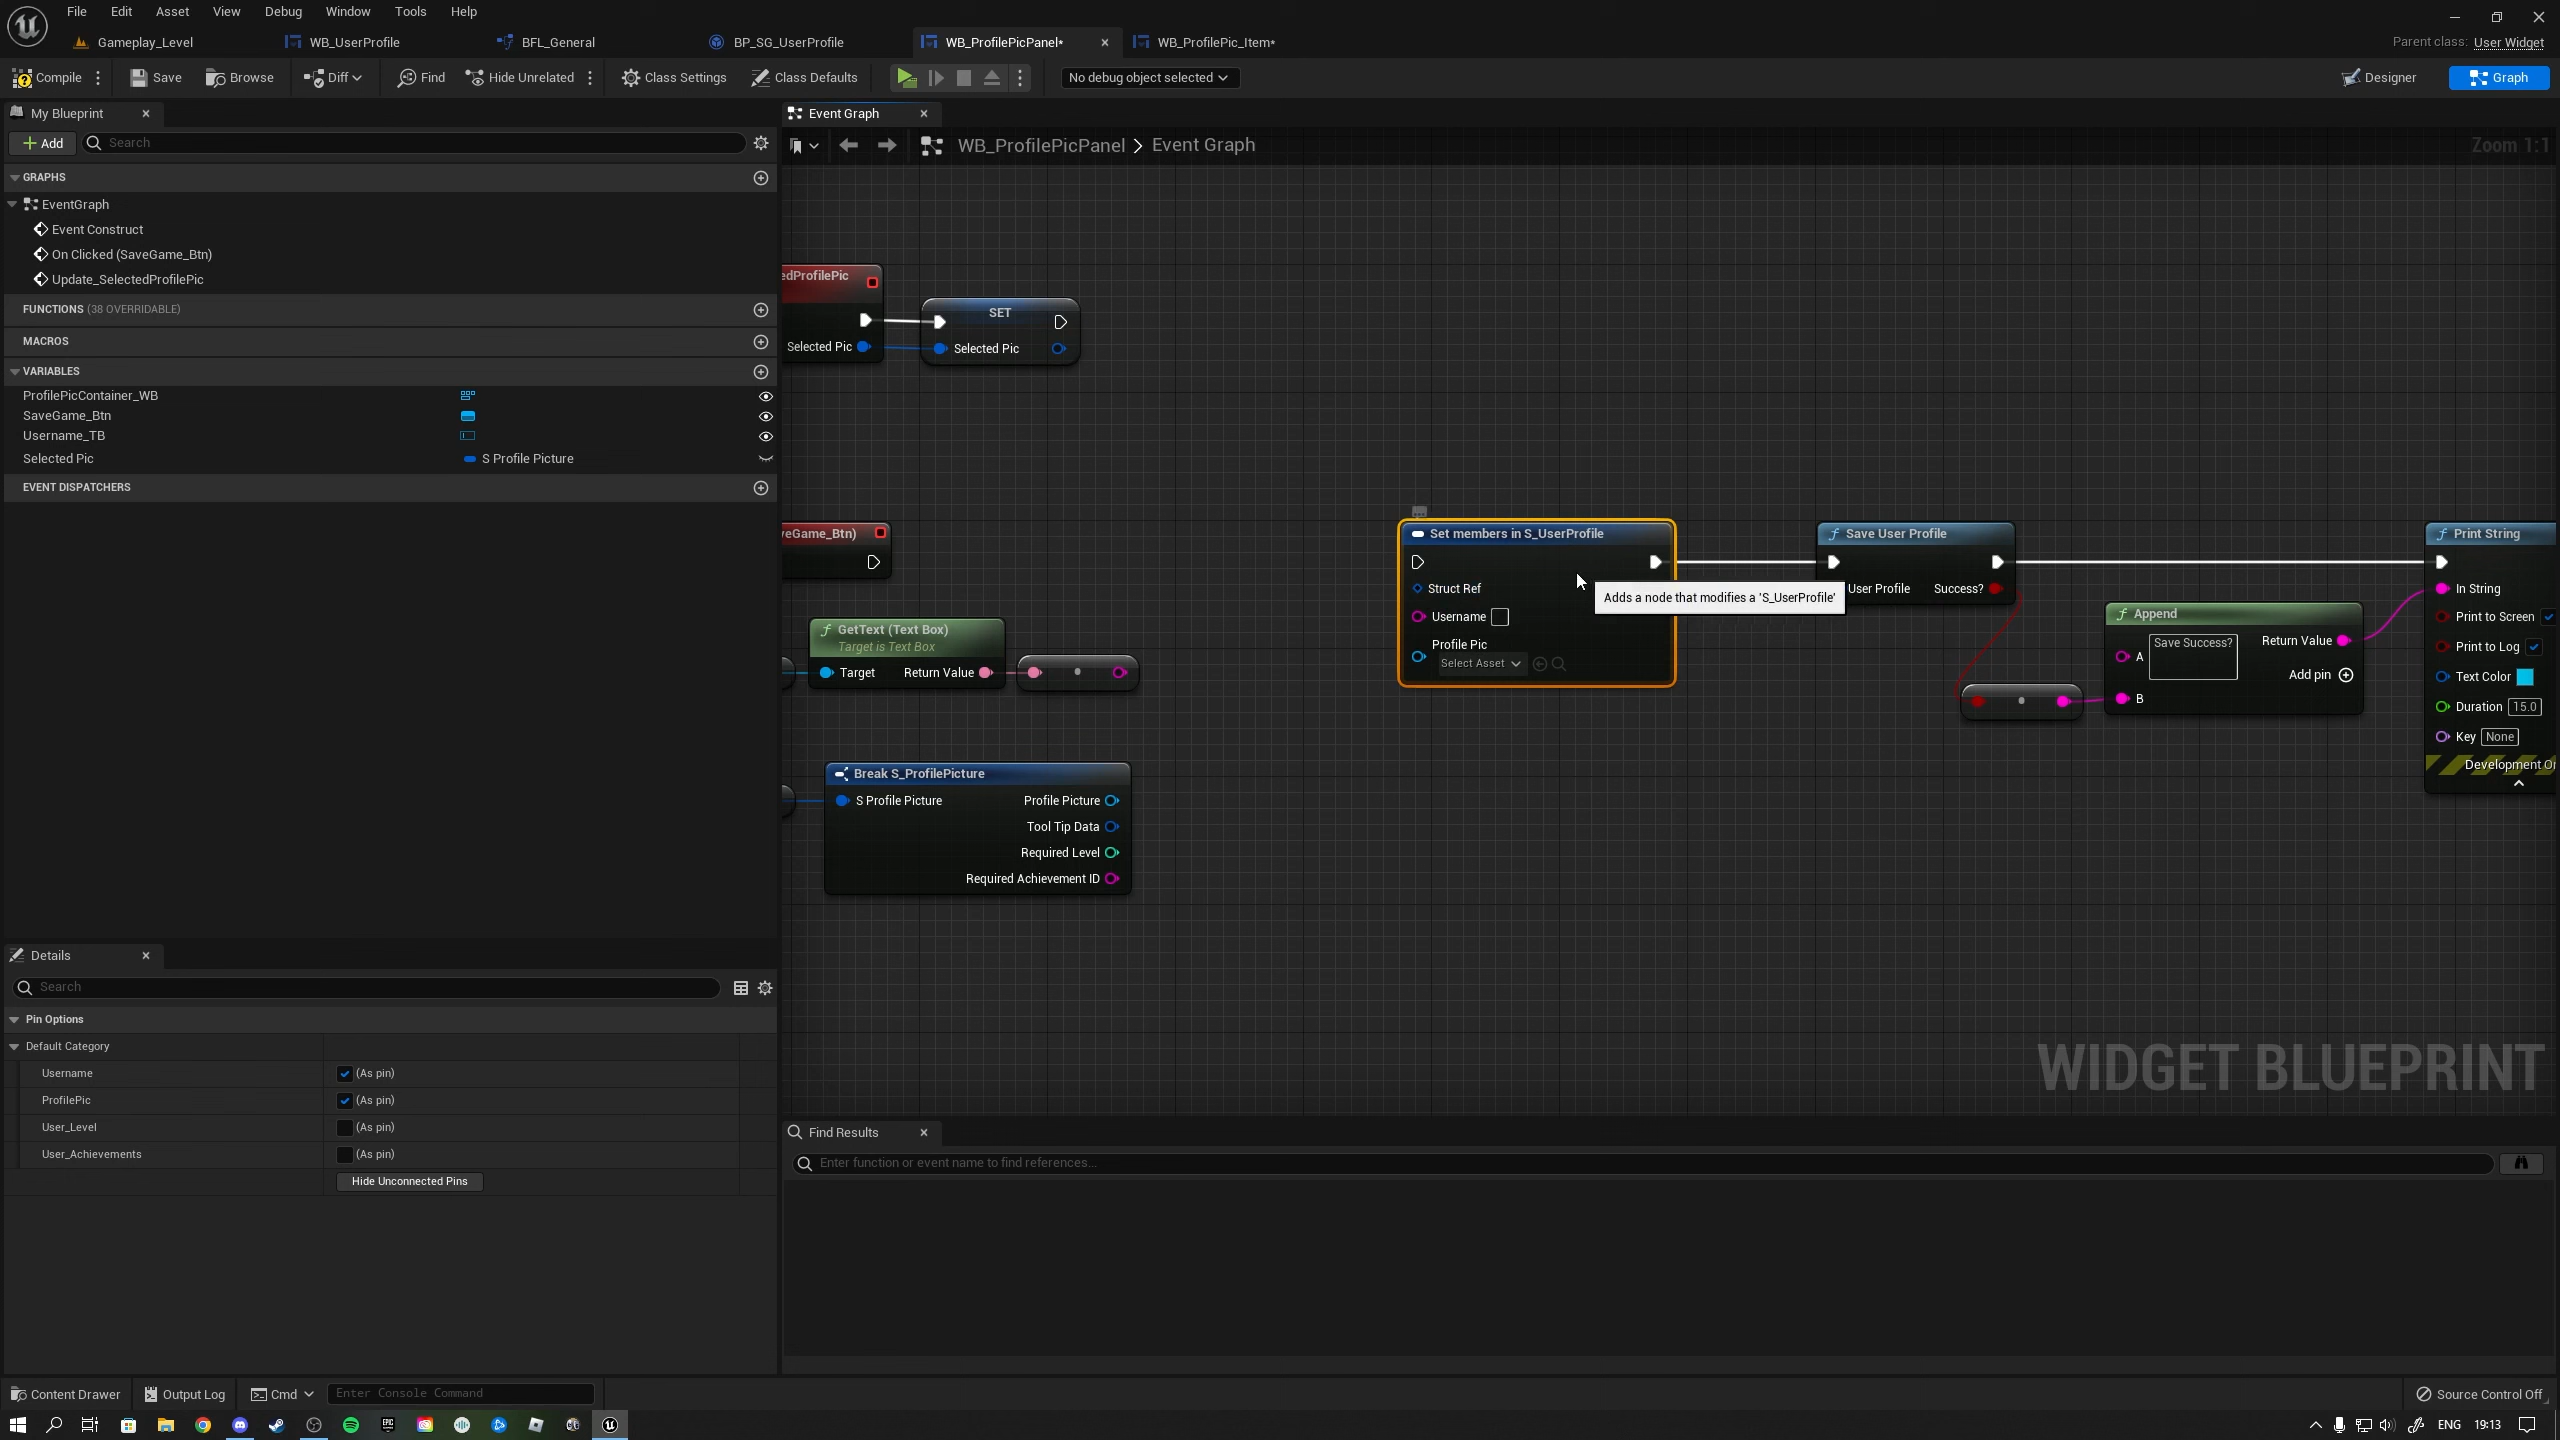 File Edit Asset View Debug Window Tools Help
Gameplay_Level WB_UserProfile BFL_General BP_SG_UserProfile WB_ProfilePicPanel* WB_ProfilePic_Item*
Parent class: User Widget
Compile Save Browse Diff Find Hide Unrelated Class Settings Class Defaults No debug object selected Designer Graph
My Blueprint
Add Search
GRAPHS
EventGraph
Event Construct
On Clicked (SaveGame_Btn)
Update_SelectedProfilePic
FUNCTIONS (38 OVERRIDABLE)
MACROS
VARIABLES
ProfilePicContainer_WB
SaveGame_Btn
Username_TB
Selected Pic S Profile Picture
EVENT DISPATCHERS
Details
Search
Pin Options
Default Category
Username (As pin)
ProfilePic (As pin)
User_Level (As pin)
User_Achievements (As pin)
Hide Unconnected Pins
Event Graph
WB_ProfilePicPanel > Event Graph
Zoom 1:1
edProfilePic
Selected Pic
SET
Selected Pic
eGame_Btn)
GetText (Text Box)
Target is Text Box
Target Return Value
Break S_ProfilePicture
S Profile Picture Profile Picture
Tool Tip Data
Required Level
Required Achievement ID
Set members in S_UserProfile
Struct Ref
Username
Profile Pic
Select Asset
Adds a node that modifies a 'S_UserProfile'
Save User Profile
User Profile Success?
Append
A Save Success? Return Value
Add pin
B
Print String
In String
Print to Screen
Print to Log
Text Color
Duration 15.0
Key None
Development O
WIDGET BLUEPRINT
Find Results
Enter function or event name to find references...
Content Drawer Output Log Cmd Enter Console Command Source Control Off
EPIC
ENG 19:13